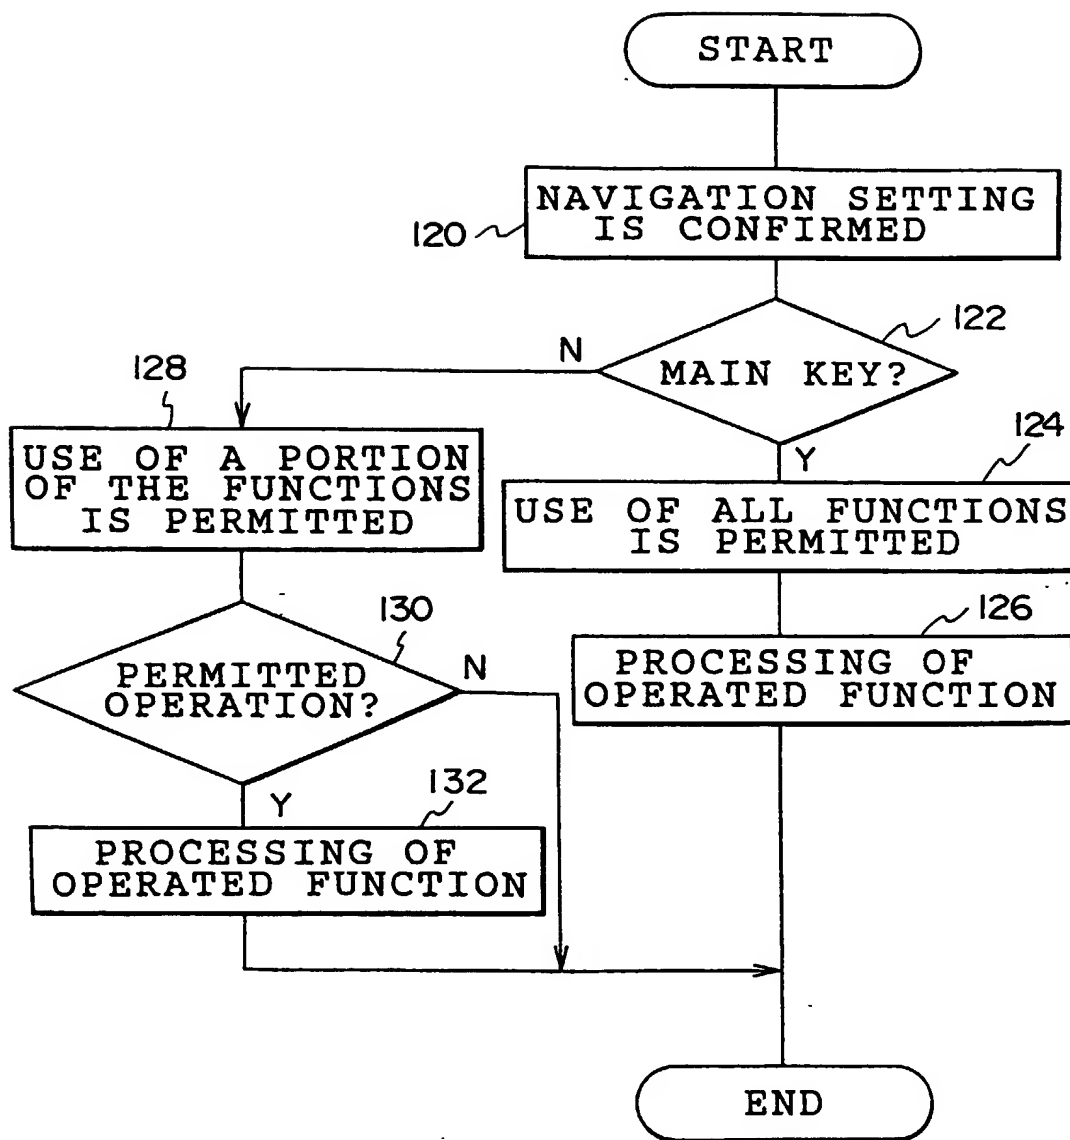 START
NAVIGATION SETTING
IS CONFIRMED
120
122
MAIN KEY?
N
Y
128
USE OF A PORTION
OF THE FUNCTIONS
IS PERMITTED
124
USE OF ALL FUNCTIONS
IS PERMITTED
130
PERMITTED
OPERATION?
N
Y
126
PROCESSING OF
OPERATED FUNCTION
132
PROCESSING OF
OPERATED FUNCTION
END